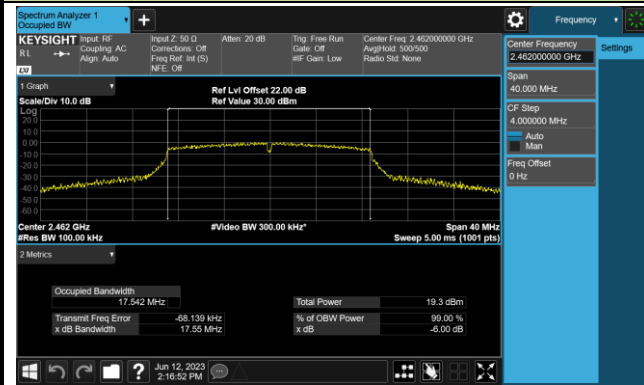 Spectrum Analyzer 1
Occupied BW
+
Frequency
KEYSIGHT
Input: RF
Coupling: AC
Align: Auto
Input Z: 50 Ω
Corrections: Off
Freq Ref: Int (S)
NFE: Off
Atten: 20 dB
Trig: Free Run
Gate: Off
#IF Gain: Low
Center Freq: 2.462000000 GHz
Avg|Hold: 500/500
Radio Std: None
RL
LXI
Center Frequency
2.462000000 GHz
Settings
Span
40.000 MHz
CF Step
4.000000 MHz
Auto
Man
Freq Offset
0 Hz
1 Graph
Scale/Div 10.0 dB
Ref Lvl Offset 22.00 dB
Ref Value 30.00 dBm
Log
20.0
10.0
0.00
-10.0
-20.0
-30.0
-40.0
-50.0
-60.0
Center 2.462 GHz
#Video BW 300.00 kHz*
Span 40 MHz
#Res BW 100.00 kHz
Sweep 5.00 ms (1001 pts)
2 Metrics
Occupied Bandwidth
17.542 MHz
Total Power 19.3 dBm
Transmit Freq Error -68.139 kHz
% of OBW Power 99.00 %
x dB Bandwidth 17.55 MHz
x dB -6.00 dB
?
Jun 12, 2023
2:16:52 PM